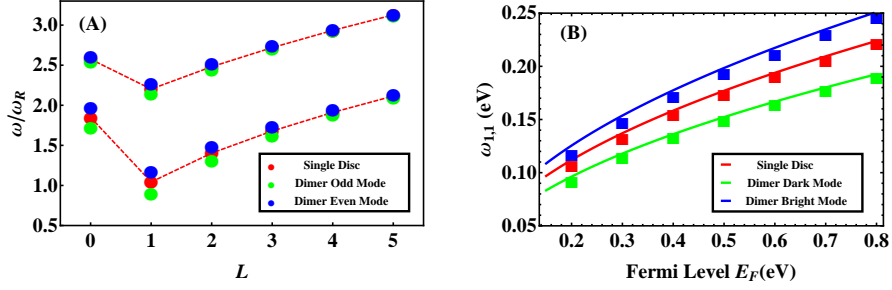 (A)
ω/ω_R
3.0
2.5
2.0
1.5
1.0
0.5
Single Disc
Dimer Odd Mode
Dimer Even Mode
0 1 2 3 4 5
L
(B)
ω_{1,1} (eV)
0.25
0.20
0.15
0.10
0.05
Single Disc
Dimer Dark Mode
Dimer Bright Mode
0.2 0.3 0.4 0.5 0.6 0.7 0.8
Fermi Level E_F(eV)